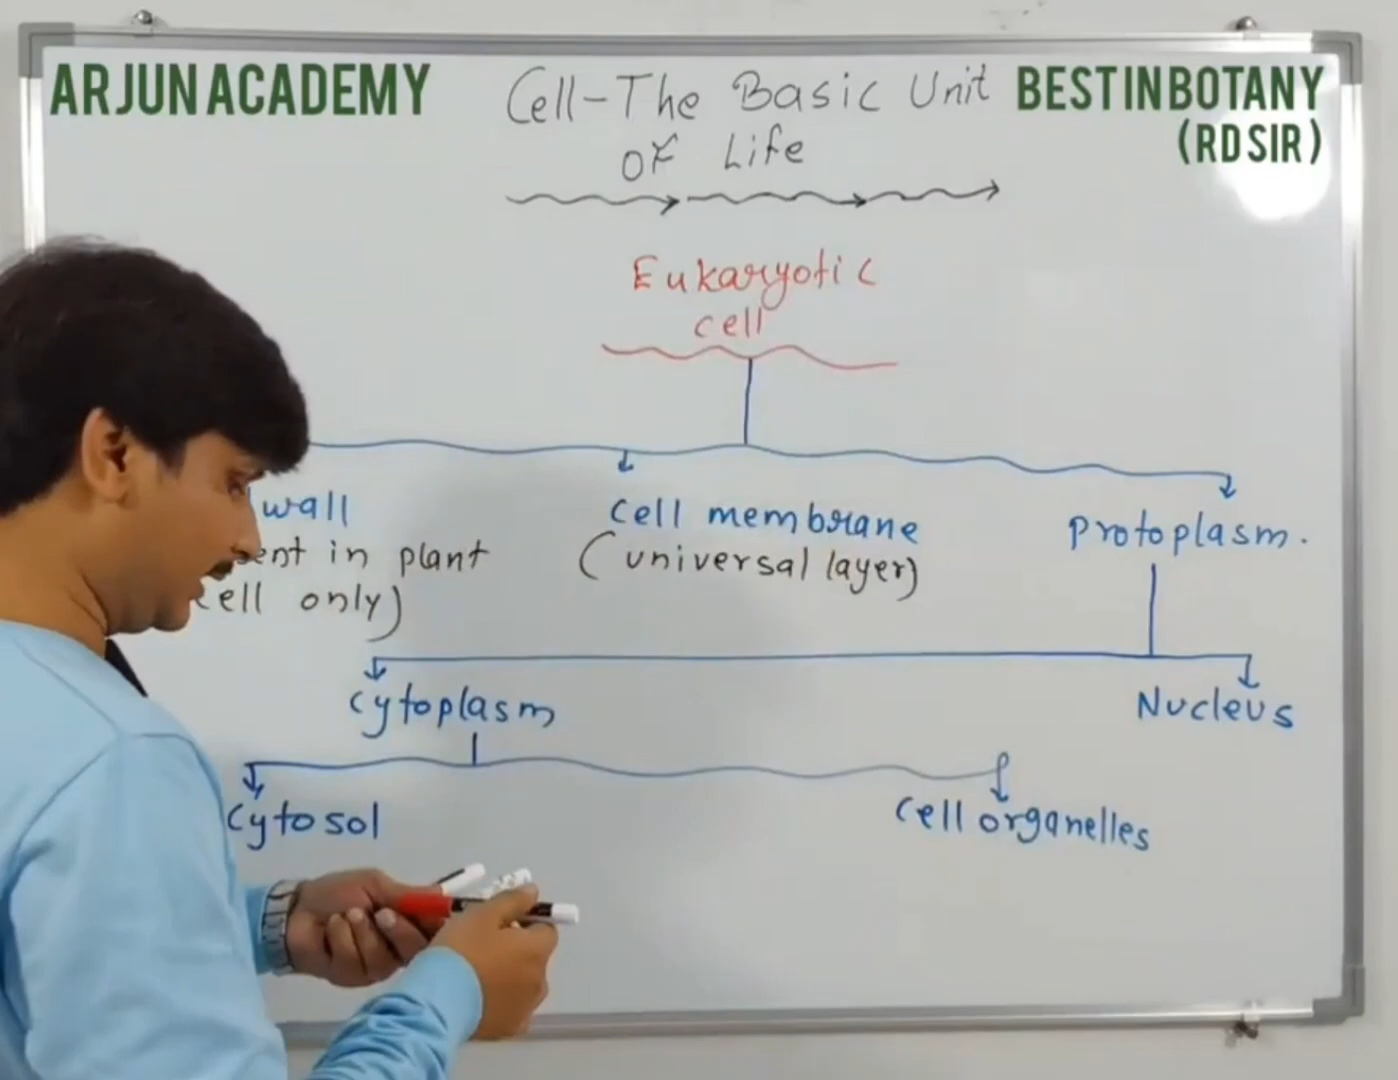 ARJUN ACADEMY
Cell-The Basic Unit
of Life
BEST IN BOTANY
(RD SIR)
Eukaryotic
cell
wall
cell membrane
Protoplasm.
in plant
cell only)
(universal layer)
Cytoplasm
Nucleus
Cytosol
Cell organelles